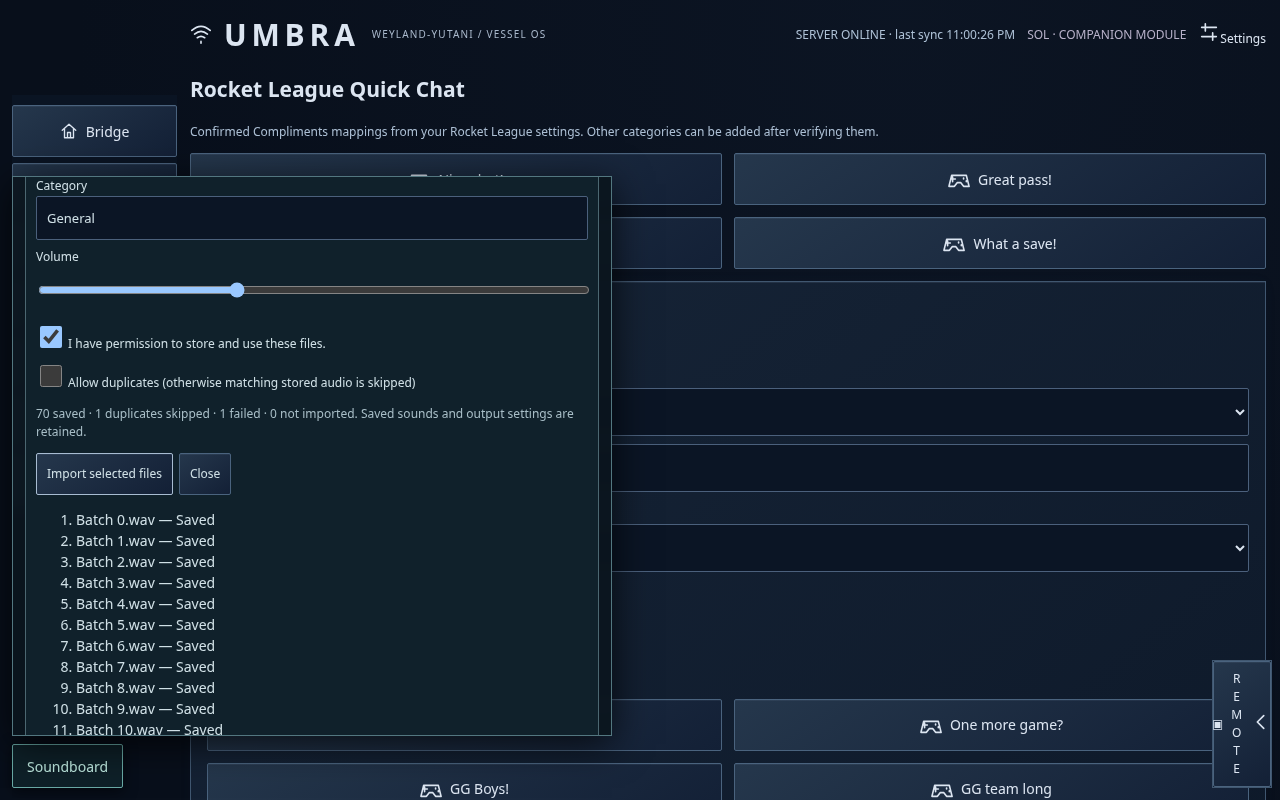 UMBRA
WEYLAND-YUTANI / VESSEL OS
SERVER ONLINE · last sync 11:00:26 PM
SOL · COMPANION MODULE
Settings
Rocket League Quick Chat
Bridge
Confirmed Compliments mappings from your Rocket League settings. Other categories can be added after verifying them.
Great pass!
What a save!
Category
General
Volume
I have permission to store and use these files.
Allow duplicates (otherwise matching stored audio is skipped)
70 saved · 1 duplicates skipped · 1 failed · 0 not imported. Saved sounds and output settings are
retained.
Import selected files
Close
1. Batch 0.wav — Saved
2. Batch 1.wav — Saved
3. Batch 2.wav — Saved
4. Batch 3.wav — Saved
5. Batch 4.wav — Saved
6. Batch 5.wav — Saved
7. Batch 6.wav — Saved
8. Batch 7.wav — Saved
9. Batch 8.wav — Saved
10. Batch 9.wav — Saved
11. Batch 10.wav — Saved
One more game?
REMOTE
Soundboard
GG Boys!
GG team long